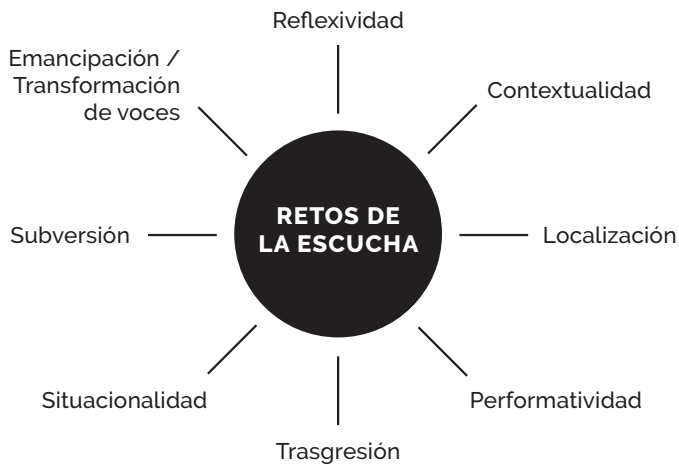 Reflexividad
Emancipación /
Transformación
de voces
Contextualidad
RETOS DE
LA ESCUCHA
Subversión
Localización
Situacionalidad
Performatividad
Trasgresión